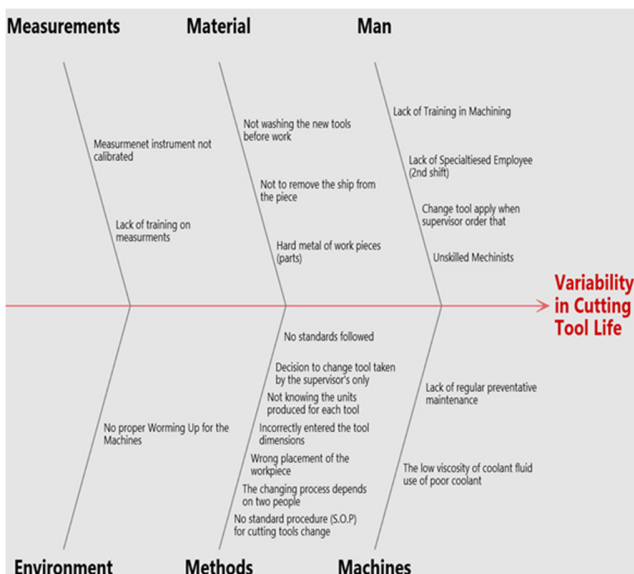 Measurements
Material
Man
Measurmenet instrument not
calibrated
Lack of training on
measurments
Not washing the new tools
before work
Not to remove the ship from
the piece
Hard metal of work pieces
(parts)
Lack of Training in Machining
Lack of Specialtiesed Employee
(2nd shift)
Change tool apply when
supervisor order that
Unskilled Mechinists
Variability
in Cutting
Tool Life
No proper Worming Up for the
Machines
No standards followed
Decision to change tool taken
by the supervisor's only
Not knowing the units
produced for each tool
Incorrectly entered the tool
dimensions
Wrong placement of the
workpiece
The changing process depends
on two people
No standard procedure (S.O.P)
for cutting tools change
Lack of regular preventative
maintenance
The low viscosity of coolant fluid
use of poor coolant
Environment
Methods
Machines